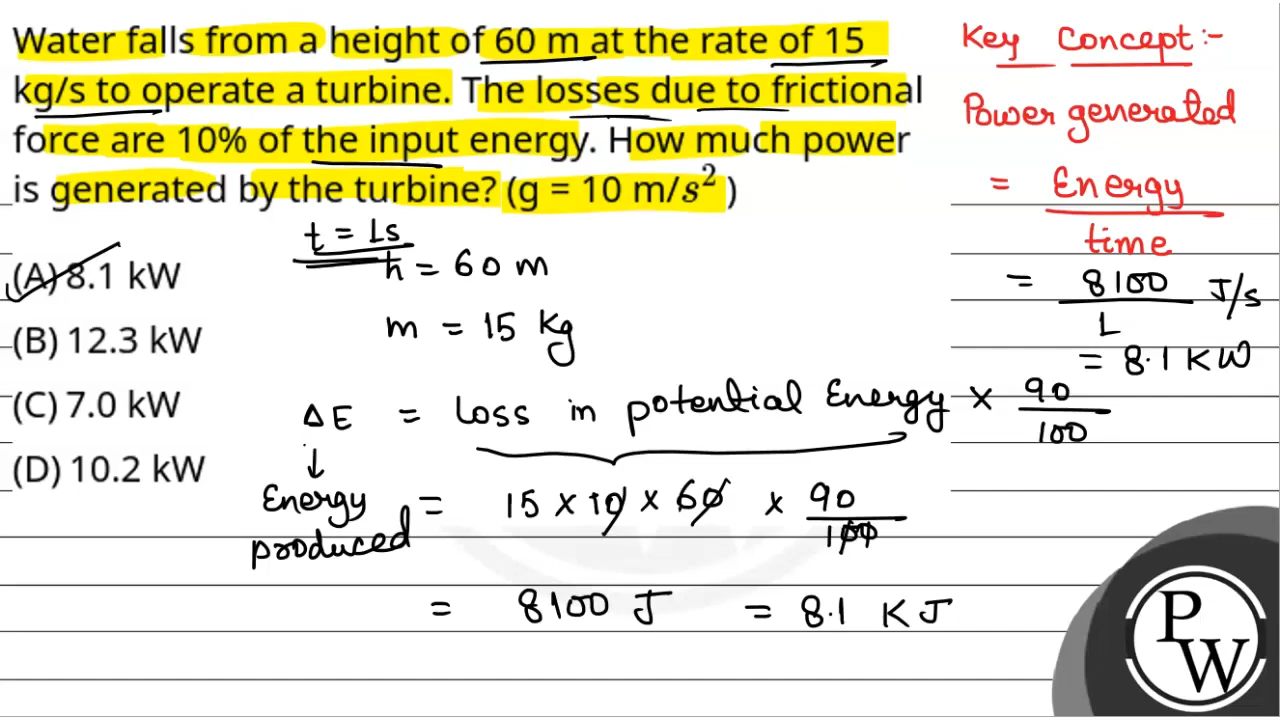 Water falls from a height of 60 m at the rate of 15
kg/s to operate a turbine. The losses due to frictional
force are 10% of the input energy. How much power
is generated by the turbine? (g = 10 m/s² )
(A) 8.1 kW
(B) 12.3 kW
(C) 7.0 kW
(D) 10.2 kW
t = 1s
h = 60 m
m = 15 Kg
ΔE = Loss in potential Energy × 90/100
↓
Energy produced = 15 × 10 × 60 × 90/100
= 8100 J = 8.1 KJ
Key Concept:-
Power generated
= Energy/time
= 8100/1 J/s
= 8.1 KW
PW